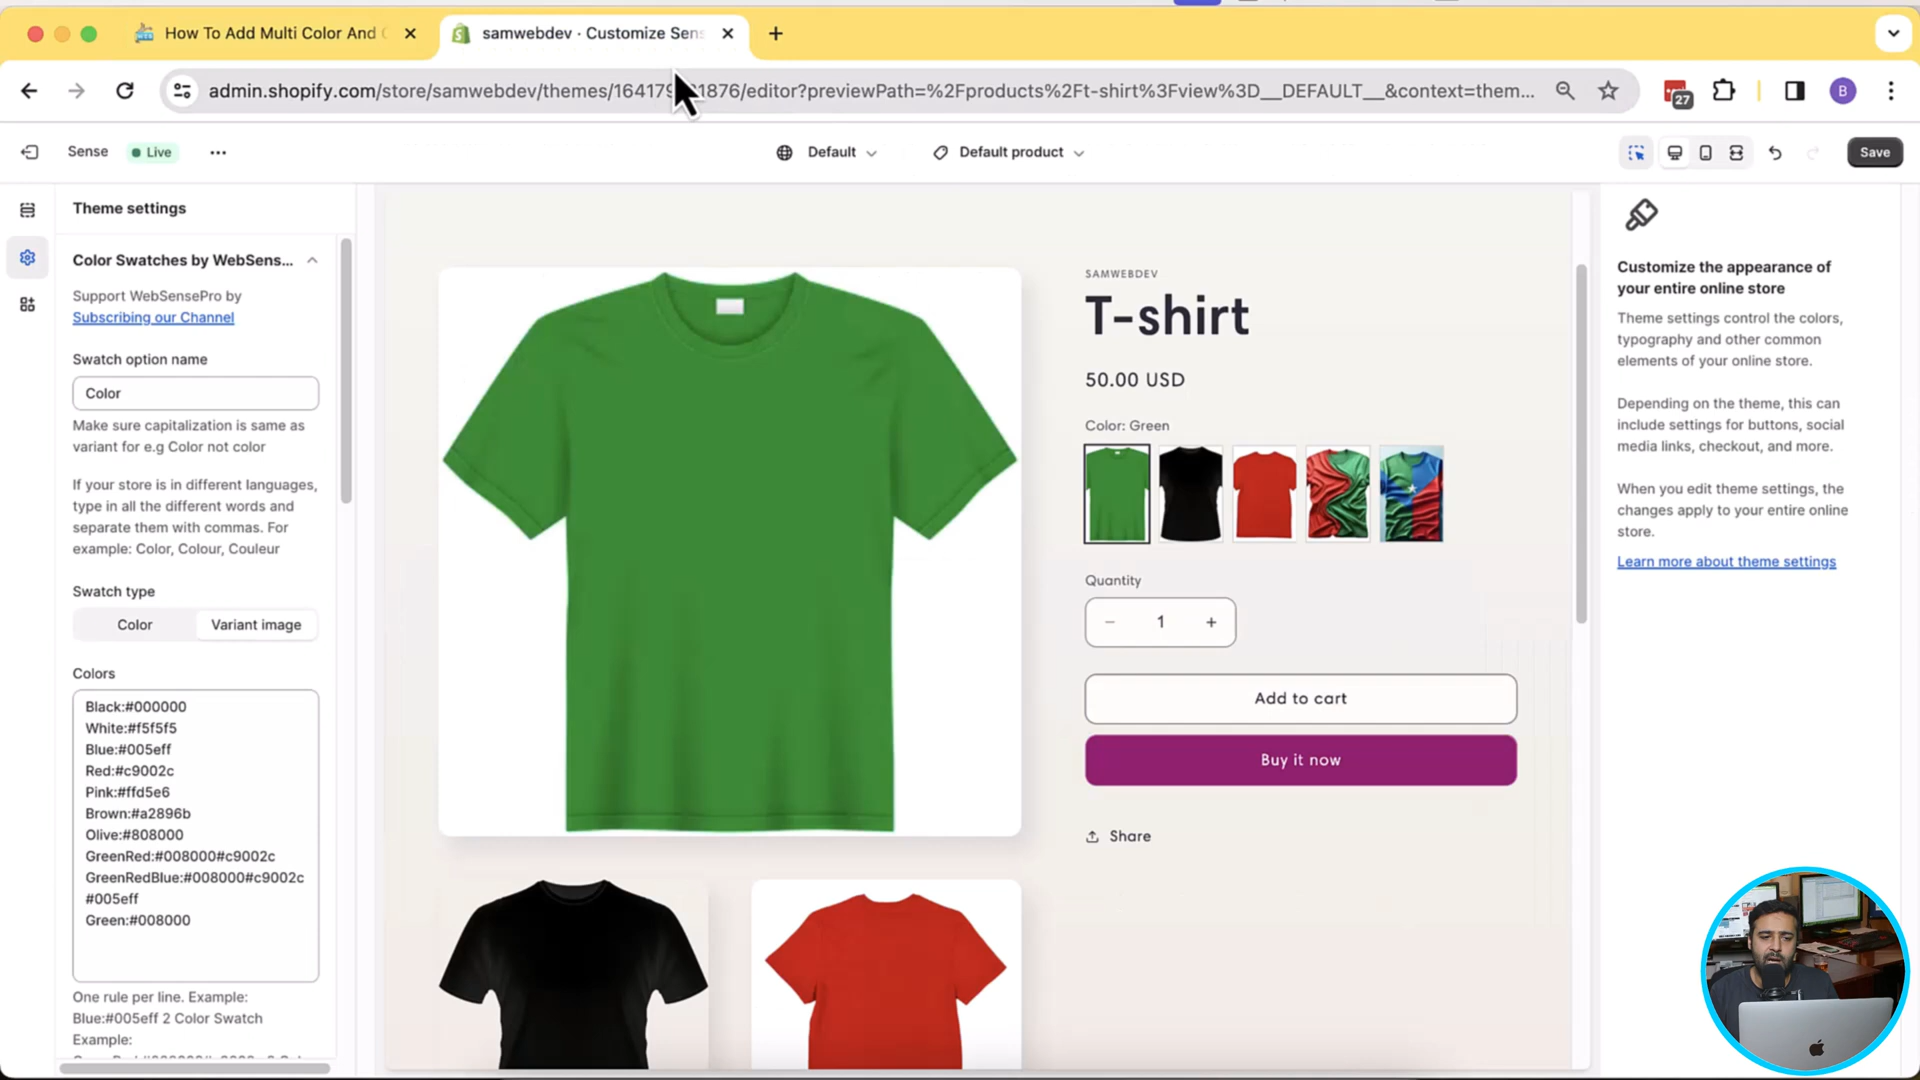 How To Add Multi Color And
samwebdev · Customize Sens
admin.shopify.com/store/samwebdev/themes/16417 1876/editor?previewPath=%2Fproducts%2Ft-shirt%3Fview%3D__DEFAULT__&context=them...
27
B
Sense
Live
Default
Default product
Save
Theme settings
Color Swatches by WebSens...
Support WebSensePro by
Subscribing our Channel
Swatch option name
Color
Make sure capitalization is same as
variant for e.g Color not color
If your store is in different languages,
type in all the different words and
separate them with commas. For
example: Color, Colour, Couleur
Swatch type
Color
Variant image
Colors
Black:#000000
White:#f5f5f5
Blue:#005eff
Red:#c9002c
Pink:#ffd5e6
Brown:#a2896b
Olive:#808000
GreenRed:#008000#c9002c
GreenRedBlue:#008000#c9002c
#005eff
Green:#008000
One rule per line. Example:
Blue:#005eff 2 Color Swatch
Example:
SAMWEBDEV
T-shirt
50.00 USD
Color: Green
Quantity
1
Add to cart
Buy it now
Share
Customize the appearance of
your entire online store
Theme settings control the colors,
typography and other common
elements of your online store.
Depending on the theme, this can
include settings for buttons, social
media links, checkout, and more.
When you edit theme settings, the
changes apply to your entire online
store.
Learn more about theme settings